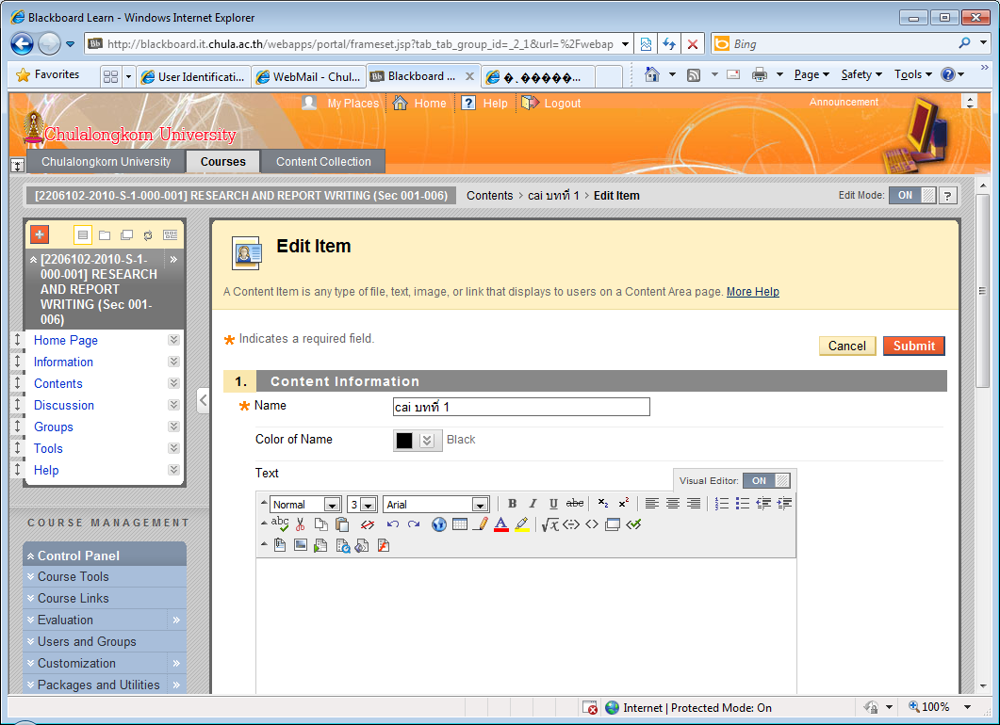 Blackboard Learn - Windows Internet Explorer
http://blackboard.it.chula.ac.th/webapps/portal/frameset.jsp?tab_tab_group_id=_2_1&url=%2Fwebap
Bing
Favorites
User Identificati...
WebMail - Chul...
Blackboard ...
�.�����...
Page
Safety
Tools
My Places
Home
Help
Logout
Announcement
Chulalongkorn University
Chulalongkorn University
Courses
Content Collection
[2206102-2010-S-1-000-001] RESEARCH AND REPORT WRITING (Sec 001-006)
Contents > cai บทที่ 1 > Edit Item
Edit Mode: ON ?
[2206102-2010-S-1-
000-001] RESEARCH
AND REPORT
WRITING (Sec 001-
006)
Home Page
Information
Contents
Discussion
Groups
Tools
Help
COURSE MANAGEMENT
Control Panel
Course Tools
Course Links
Evaluation
Users and Groups
Customization
Packages and Utilities
Edit Item
A Content Item is any type of file, text, image, or link that displays to users on a Content Area page. More Help
Indicates a required field.
Cancel
Submit
1. Content Information
Name
cai บทที่ 1
Color of Name
Black
Text
Visual Editor: ON
Normal 3 Arial B I U abc x₂ x²
abc
Internet | Protected Mode: On
100%